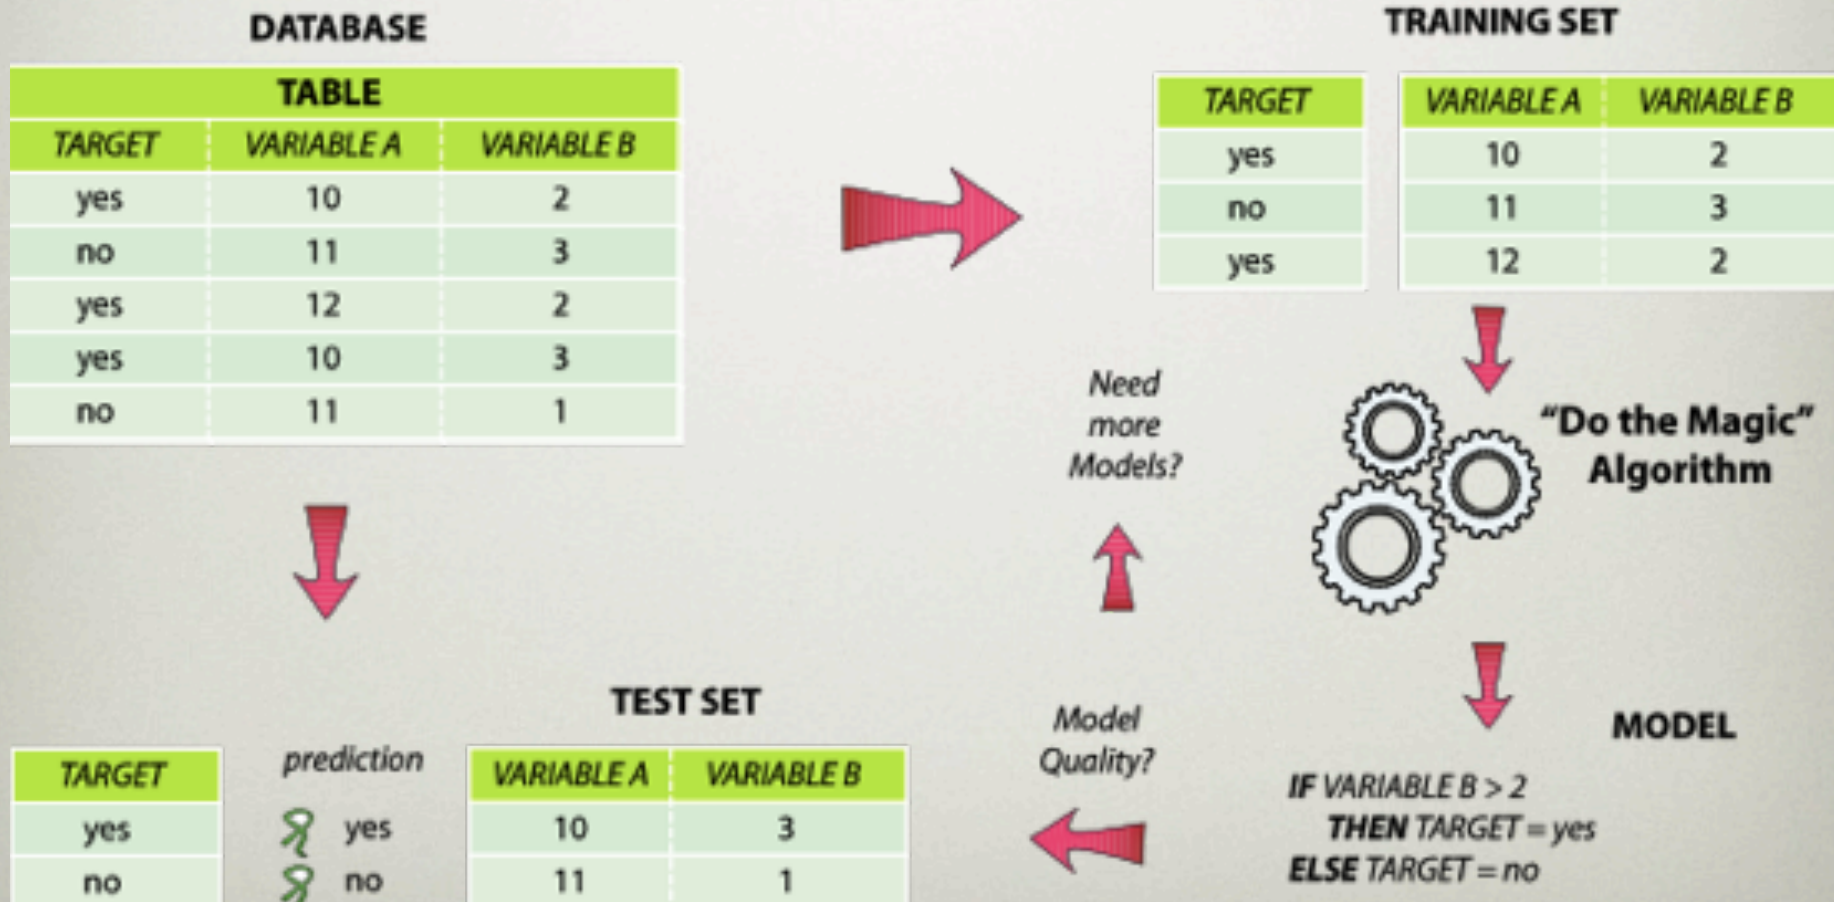 DATABASE
TABLE
TARGET VARIABLE A VARIABLE B
yes 10 2
no 11 3
yes 12 2
yes 10 3
no 11 1
TRAINING SET
TARGET VARIABLE A VARIABLE B
yes 10 2
no 11 3
yes 12 2
"Do the Magic"
Algorithm
Need
more
Models?
MODEL
IF VARIABLE B > 2
THEN TARGET = yes
ELSE TARGET = no
Model
Quality?
TEST SET
TARGET prediction VARIABLE A VARIABLE B
yes yes 10 3
no no 11 1